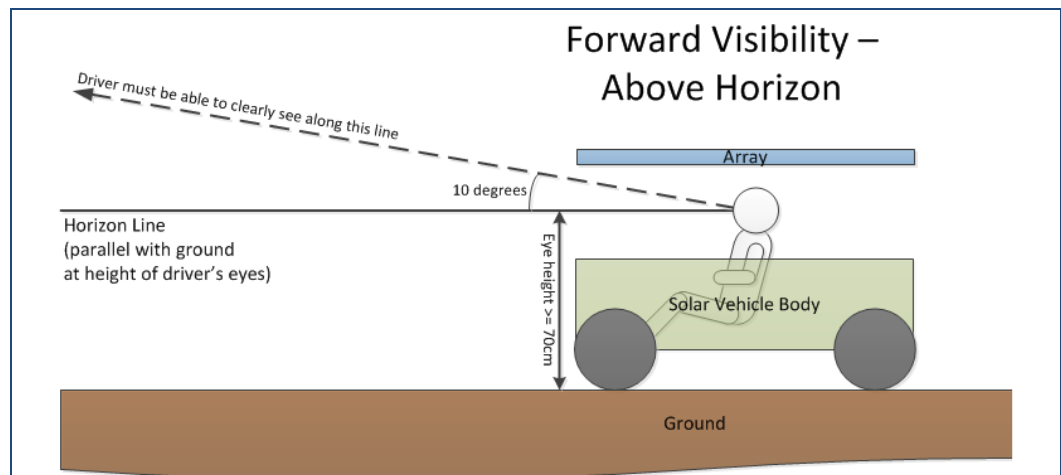 Forward Visibility –
Above Horizon
Driver must be able to clearly see along this line
Array
10 degrees
Horizon Line
(parallel with ground
at height of driver's eyes)
Eye height >= 70cm
Solar Vehicle Body
Ground